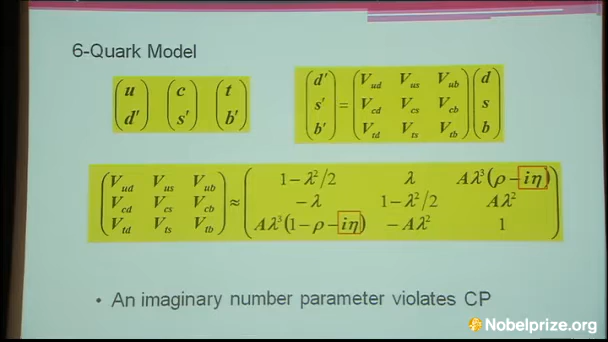 6-Quark Model
(u d′) (c s′) (t b′)
(d′ s′ b′) = (V_ud V_us V_ub; V_cd V_cs V_cb; V_td V_ts V_tb) (d s b)
(V_ud V_us V_ub; V_cd V_cs V_cb; V_td V_ts V_tb) ≈ (1−λ²/2 λ Aλ³(ρ−iη); −λ 1−λ²/2 Aλ²; Aλ³(1−ρ−iη) −Aλ² 1)
• An imaginary number parameter violates CP
Nobelprize.org